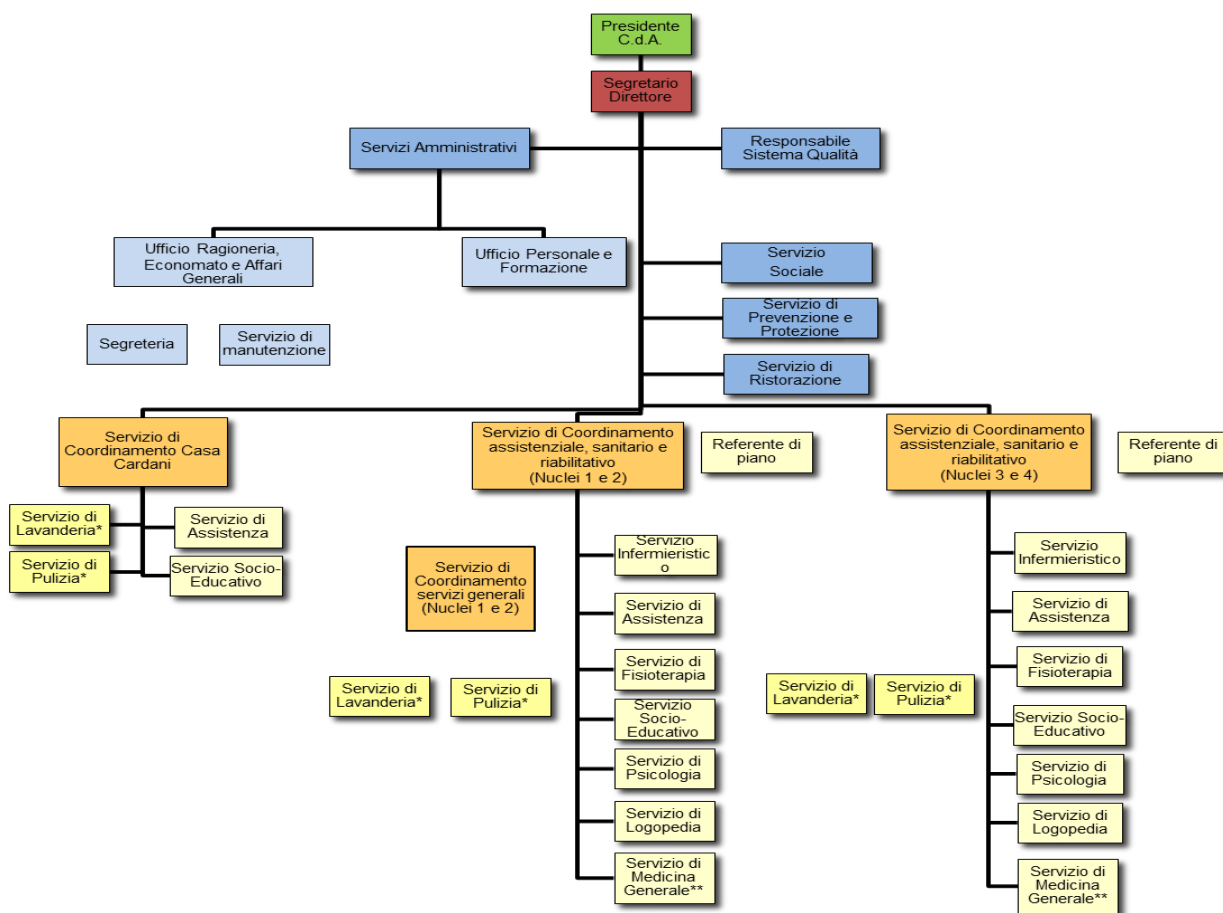 Presidente
C.d.A.
Segretario
Direttore
Servizi Amministrativi
Responsabile
Sistema Qualità
Ufficio Ragioneria,
Economato e Affari
Generali
Ufficio Personale e
Formazione
Servizio
Sociale
Servizio di
Prevenzione e
Protezione
Segreteria
Servizio di
manutenzione
Servizio di
Ristorazione
Servizio di
Coordinamento Casa
Cardani
Servizio di Coordinamento
assistenziale, sanitario e
riabilitativo
(Nuclei 1 e 2)
Referente di
piano
Servizio di Coordinamento
assistenziale, sanitario e
riabilitativo
(Nuclei 3 e 4)
Referente di
piano
Servizio di
Lavanderia*
Servizio di
Assistenza
Servizio di
Pulizia*
Servizio Socio-
Educativo
Servizio di
Coordinamento
servizi generali
(Nuclei 1 e 2)
Servizio di
Lavanderia*
Servizio di
Pulizia*
Servizio
Infermieristic
o
Servizio di
Assistenza
Servizio di
Fisioterapia
Servizio
Socio-
Educativo
Servizio di
Psicologia
Servizio di
Logopedia
Servizio di
Medicina
Generale**
Servizio di
Lavanderia*
Servizio di
Pulizia*
Servizio
Infermieristico
Servizio di
Assistenza
Servizio di
Fisioterapia
Servizio Socio-
Educativo
Servizio di
Psicologia
Servizio di
Logopedia
Servizio di
Medicina
Generale**